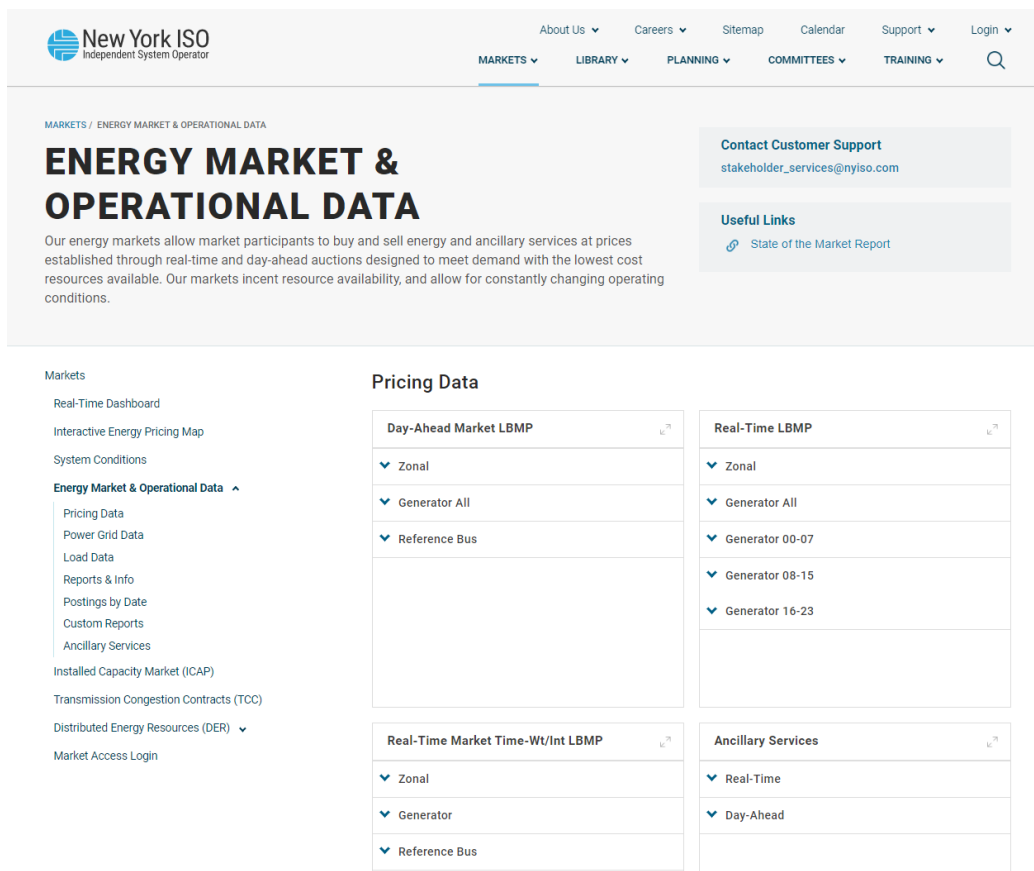 New York ISO
Independent System Operator
About Us
Careers
Sitemap
Calendar
Support
Login
MARKETS
LIBRARY
PLANNING
COMMITTEES
TRAINING
MARKETS / ENERGY MARKET & OPERATIONAL DATA
ENERGY MARKET &
OPERATIONAL DATA
Our energy markets allow market participants to buy and sell energy and ancillary services at prices
established through real-time and day-ahead auctions designed to meet demand with the lowest cost
resources available. Our markets incent resource availability, and allow for constantly changing operating
conditions.
Contact Customer Support
stakeholder_services@nyiso.com
Useful Links
State of the Market Report
Markets
Real-Time Dashboard
Interactive Energy Pricing Map
System Conditions
Energy Market & Operational Data
Pricing Data
Power Grid Data
Load Data
Reports & Info
Postings by Date
Custom Reports
Ancillary Services
Installed Capacity Market (ICAP)
Transmission Congestion Contracts (TCC)
Distributed Energy Resources (DER)
Market Access Login
Pricing Data
Day-Ahead Market LBMP
Zonal
Generator All
Reference Bus
Real-Time LBMP
Zonal
Generator All
Generator 00-07
Generator 08-15
Generator 16-23
Real-Time Market Time-Wt/Int LBMP
Zonal
Generator
Reference Bus
Ancillary Services
Real-Time
Day-Ahead